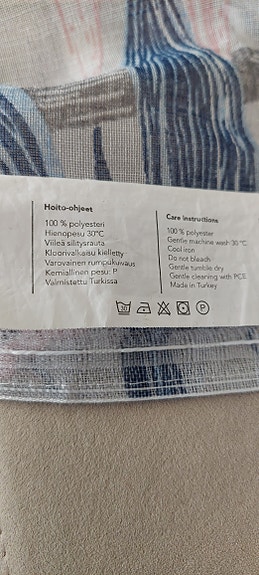 Hoito-ohjeet
100 % polyesteri
Hienopesu 30°C
Viileä silitysrauta
Kloorivalkaisu kielletty
Varovainen rumpukuivaus
Kemiallinen pesu: P
Valmistettu Turkissa
Care instructions
100 % polyester
Gentle machine wash 30 °C
Cool iron
Do not bleach
Gentle tumble dry
Gentle cleaning with PCE
Made in Turkey
30
P